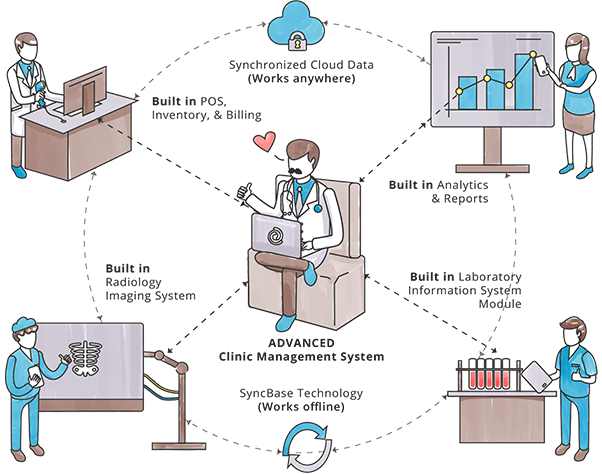 Synchronized Cloud Data
(Works anywhere)
Built in POS,
Inventory, & Billing
Built in Analytics
& Reports
Built in
Radiology
Imaging System
Built in Laboratory
Information System
Module
ADVANCED
Clinic Management System
SyncBase Technology
(Works offline)